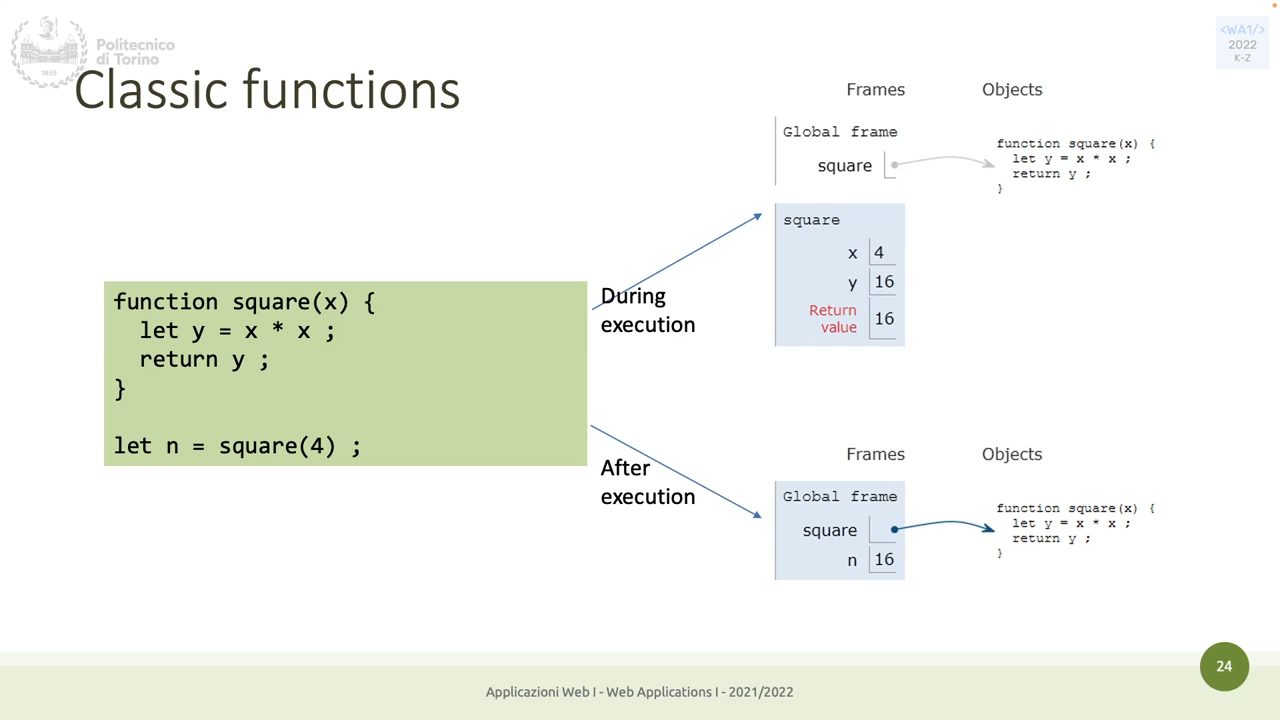 Politecnico
di Torino
1859
<WA1/>
2022
K-Z
Classic functions
function square(x) {
  let y = x * x ;
  return y ;
}
let n = square(4) ;
During
execution
After
execution
Frames Objects
Global frame
square
function square(x) {
  let y = x * x ;
  return y ;
}
square
x 4
y 16
Return
value 16
Frames Objects
Global frame
square
n 16
function square(x) {
  let y = x * x ;
  return y ;
}
24
Applicazioni Web I - Web Applications I - 2021/2022